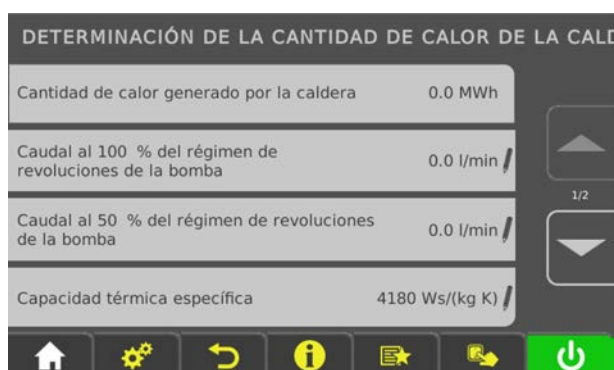 DETERMINACIÓN DE LA CANTIDAD DE CALOR DE LA CALD
Cantidad de calor generado por la caldera 0.0 MWh
Caudal al 100 % del régimen de
revoluciones de la bomba 0.0 l/min
1/2
Caudal al 50 % del régimen de revoluciones
de la bomba 0.0 l/min
Capacidad térmica específica 4180 Ws/(kg K)